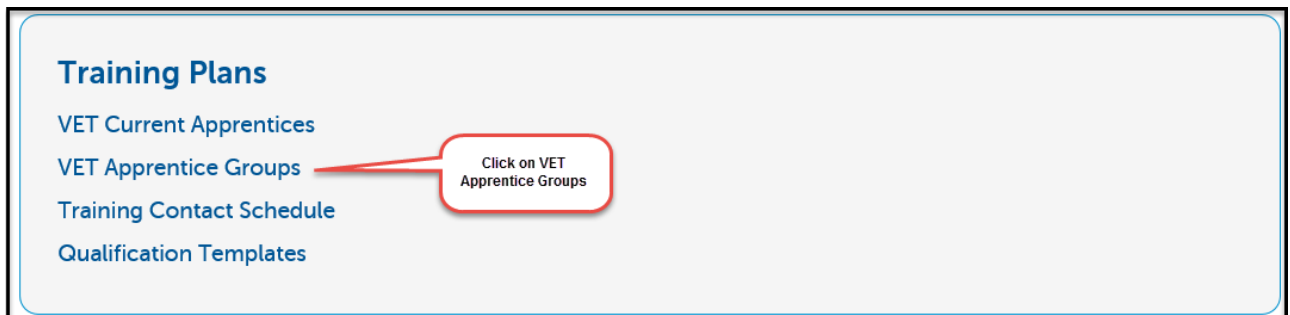 Training Plans
VET Current Apprentices
VET Apprentice Groups
Click on VET
Apprentice Groups
Training Contact Schedule
Qualification Templates